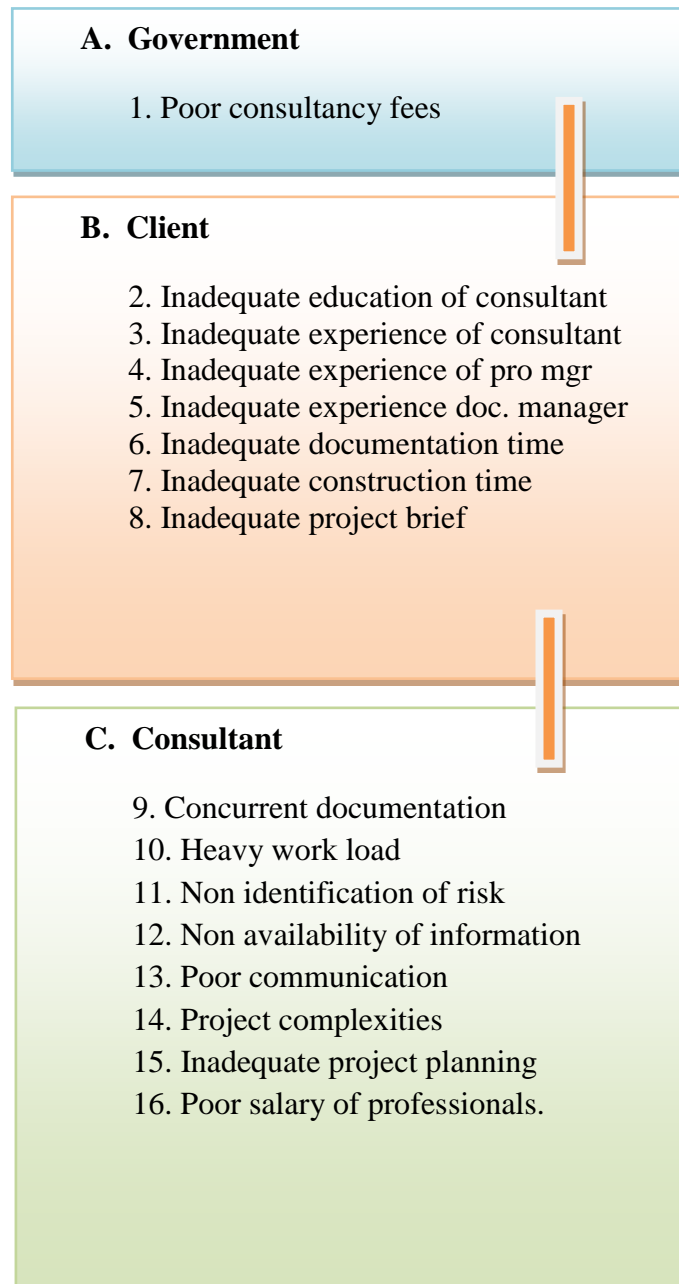 A. Government
1. Poor consultancy fees
B. Client
2. Inadequate education of consultant
3. Inadequate experience of consultant
4. Inadequate experience of pro mgr
5. Inadequate experience doc. manager
6. Inadequate documentation time
7. Inadequate construction time
8. Inadequate project brief
C. Consultant
9. Concurrent documentation
10. Heavy work load
11. Non identification of risk
12. Non availability of information
13. Poor communication
14. Project complexities
15. Inadequate project planning
16. Poor salary of professionals.